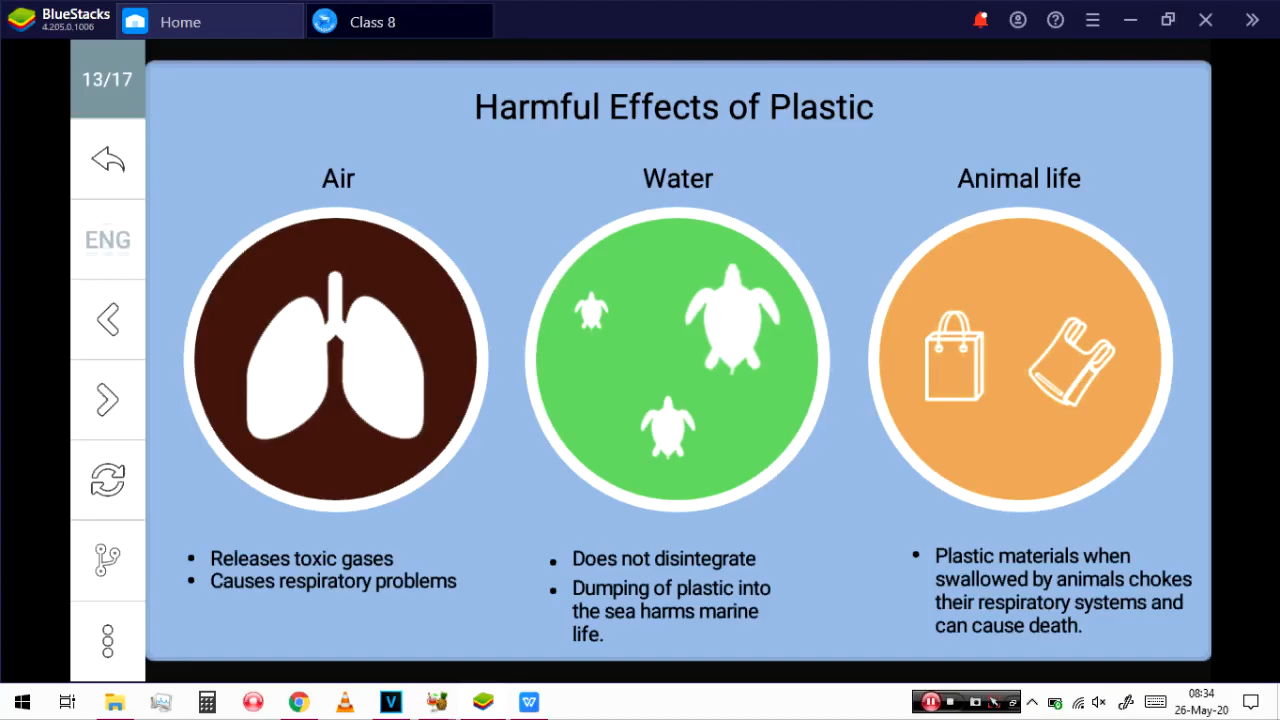 BlueStacks
4.205.0.1006
Home
Class 8
13/17
ENG
Harmful Effects of Plastic
Air
Water
Animal life
• Releases toxic gases
• Causes respiratory problems
• Does not disintegrate
• Dumping of plastic into
the sea harms marine
life.
• Plastic materials when
swallowed by animals chokes
their respiratory systems and
can cause death.
08:34
26-May-20